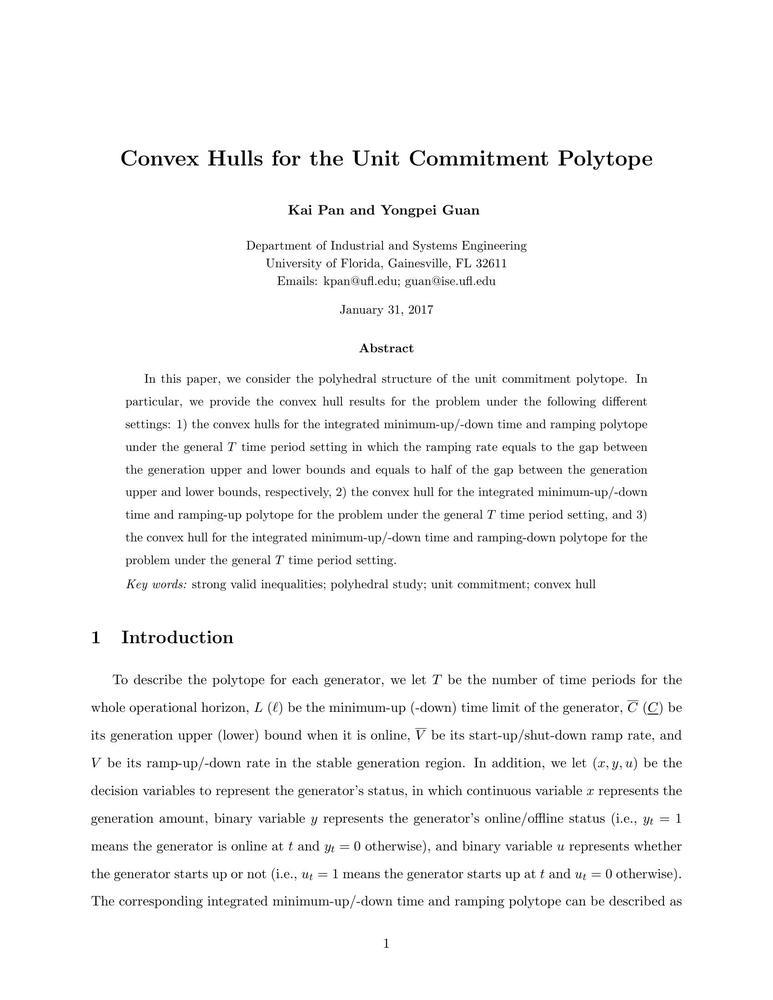 Convex Hulls for the Unit Commitment Polytope
Kai Pan and Yongpei Guan
Department of Industrial and Systems Engineering
University of Florida, Gainesville, FL 32611
Emails: kpan@ufl.edu; guan@ise.ufl.edu
January 31, 2017
Abstract
In this paper, we consider the polyhedral structure of the unit commitment polytope. In
particular, we provide the convex hull results for the problem under the following different
settings: 1) the convex hulls for the integrated minimum-up/-down time and ramping polytope
under the general T time period setting in which the ramping rate equals to the gap between
the generation upper and lower bounds and equals to half of the gap between the generation
upper and lower bounds, respectively, 2) the convex hull for the integrated minimum-up/-down
time and ramping-up polytope for the problem under the general T time period setting, and 3)
the convex hull for the integrated minimum-up/-down time and ramping-down polytope for the
problem under the general T time period setting.
Key words: strong valid inequalities; polyhedral study; unit commitment; convex hull
1 Introduction
To describe the polytope for each generator, we let T be the number of time periods for the
whole operational horizon, L (ℓ) be the minimum-up (-down) time limit of the generator, C̅ (C̲) be
its generation upper (lower) bound when it is online, V̅ be its start-up/shut-down ramp rate, and
V be its ramp-up/-down rate in the stable generation region. In addition, we let (x, y, u) be the
decision variables to represent the generator's status, in which continuous variable x represents the
generation amount, binary variable y represents the generator's online/offline status (i.e., yₜ = 1
means the generator is online at t and yₜ = 0 otherwise), and binary variable u represents whether
the generator starts up or not (i.e., uₜ = 1 means the generator starts up at t and uₜ = 0 otherwise).
The corresponding integrated minimum-up/-down time and ramping polytope can be described as
1